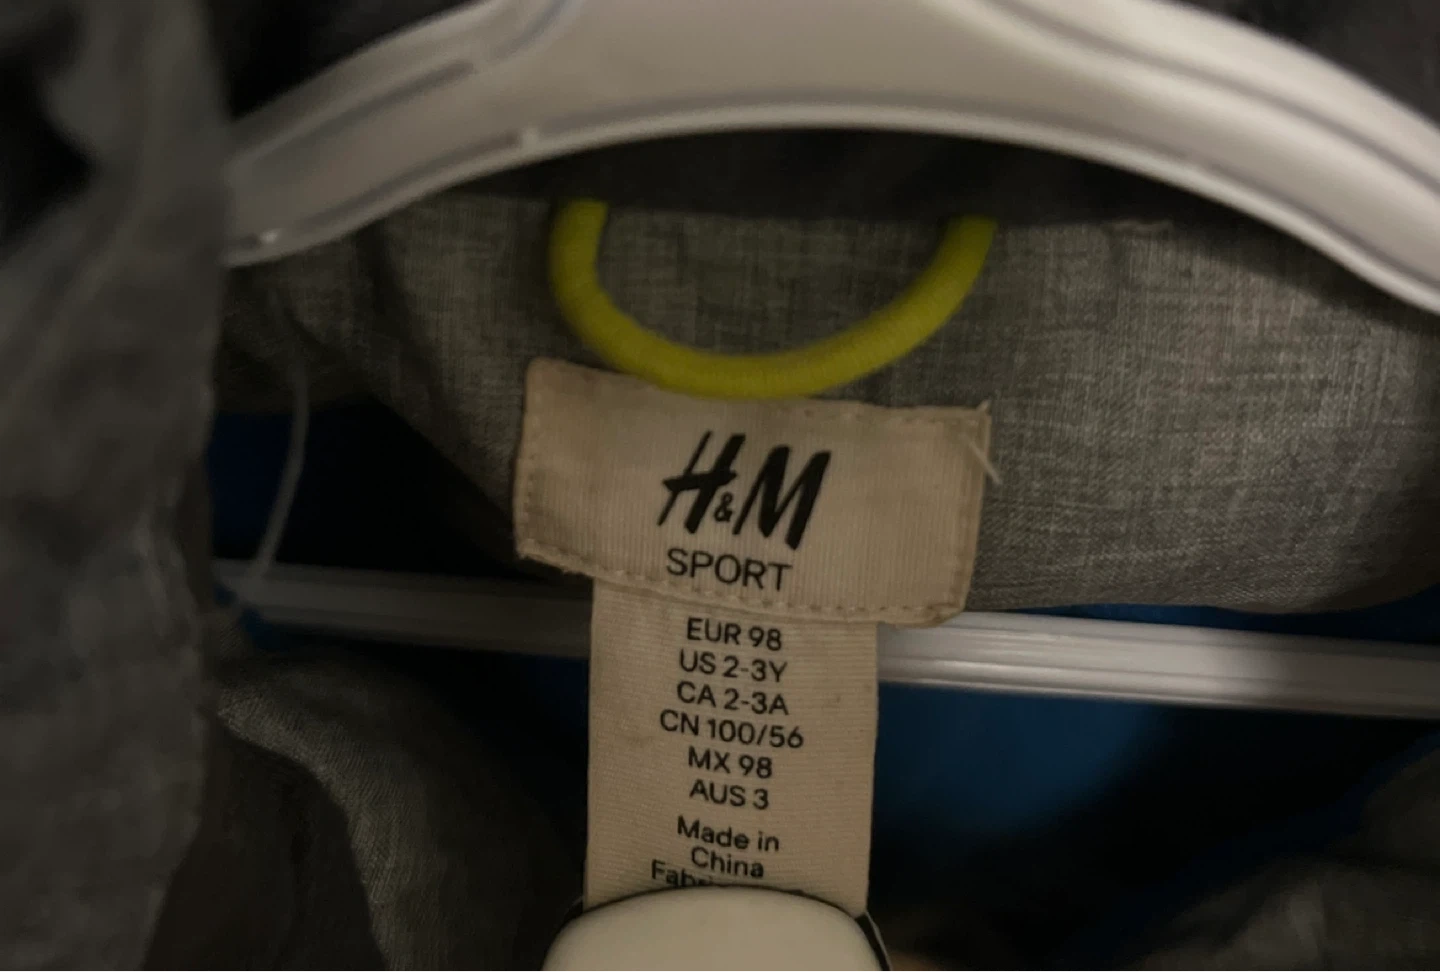 H&M
SPORT
EUR 98
US 2-3Y
CA 2-3A
CN 100/56
MX 98
AUS 3
Made in
China